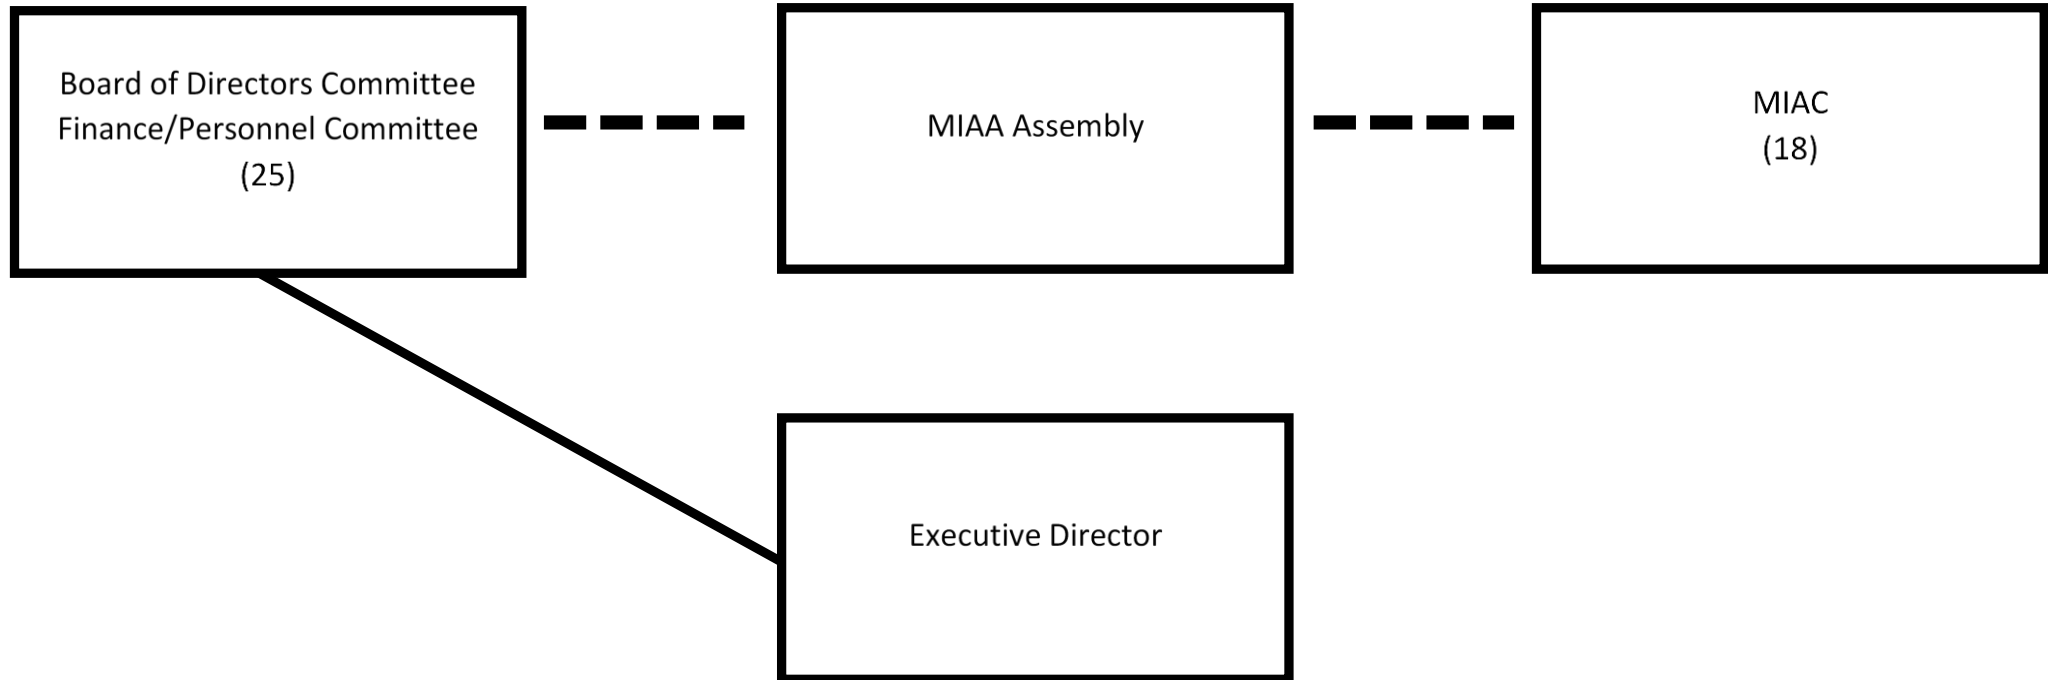 Board of Directors Committee
Finance/Personnel Committee
(25)
MIAA Assembly
MIAC
(18)
Executive Director